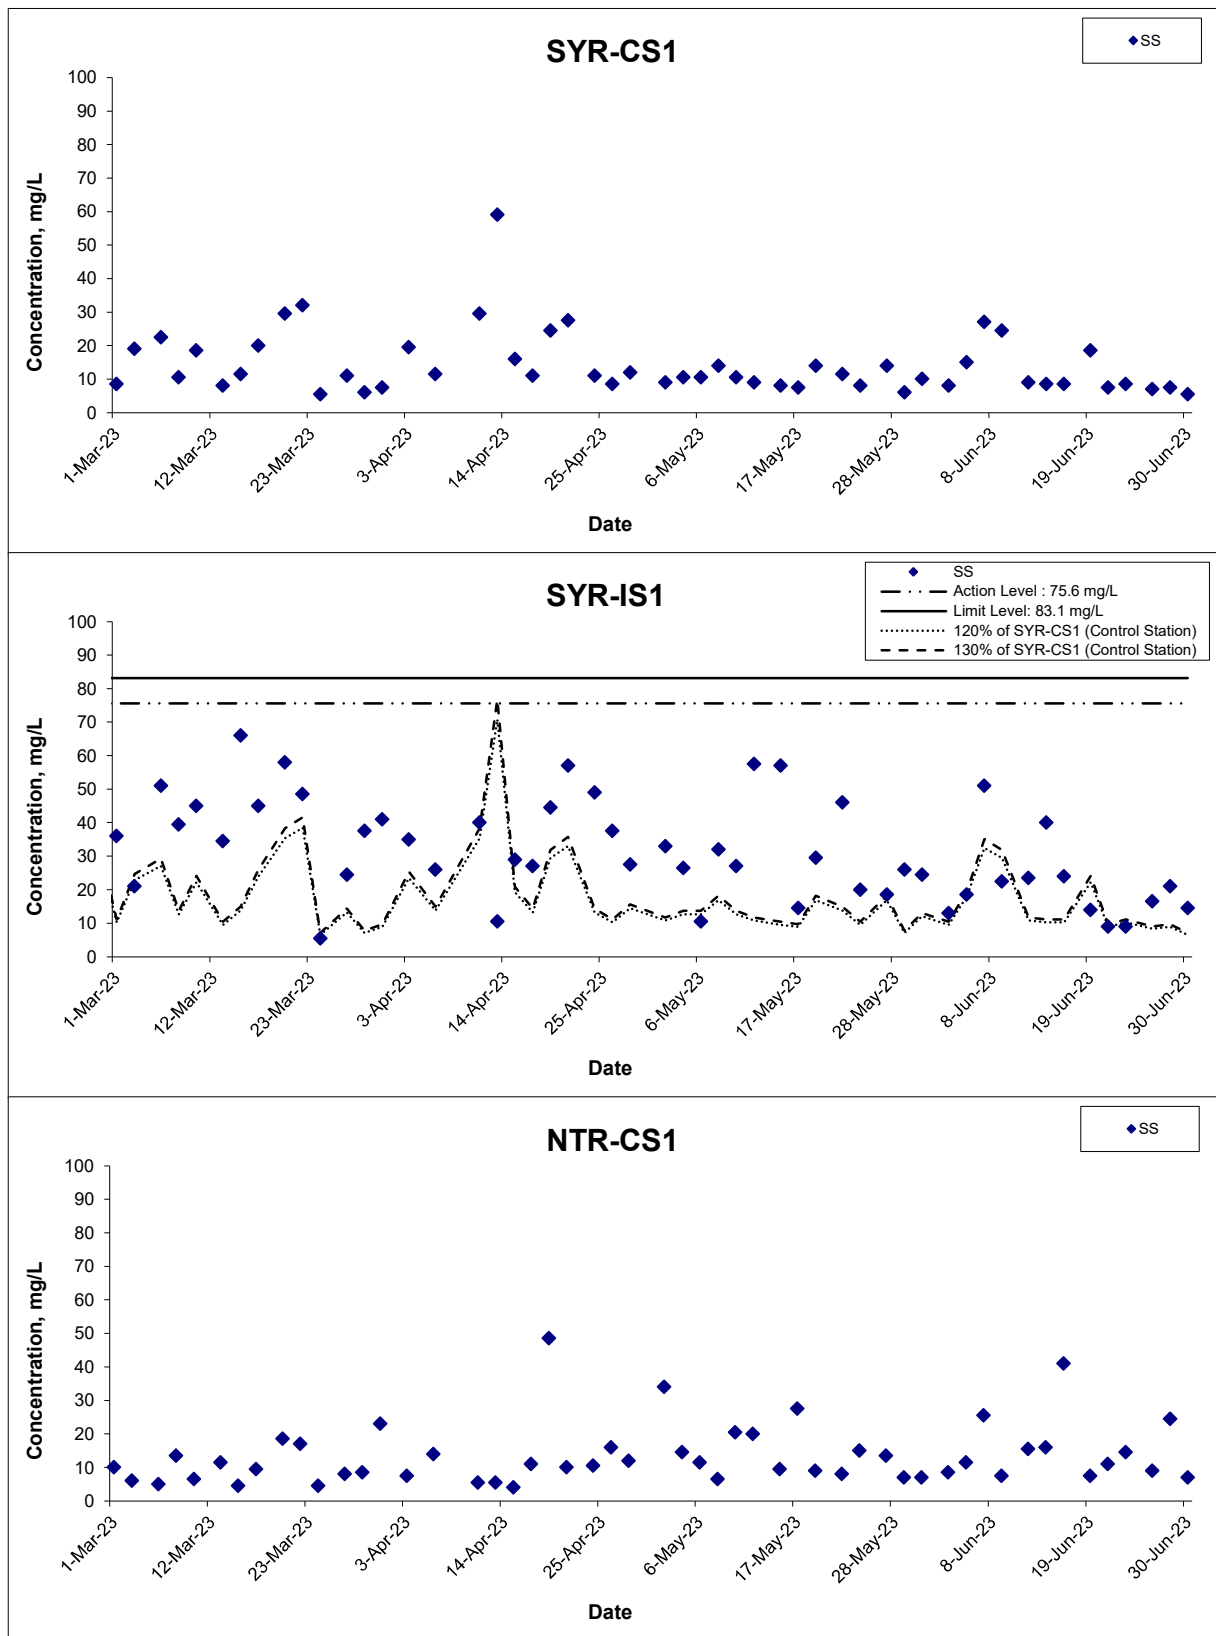 SYR-CS1
SS
Concentration, mg/L
100
90
80
70
60
50
40
30
20
10
0
1-Mar-23
12-Mar-23
23-Mar-23
3-Apr-23
14-Apr-23
25-Apr-23
6-May-23
17-May-23
28-May-23
8-Jun-23
19-Jun-23
30-Jun-23
Date
SYR-IS1
SS
Action Level : 75.6 mg/L
Limit Level: 83.1 mg/L
120% of SYR-CS1 (Control Station)
130% of SYR-CS1 (Control Station)
Concentration, mg/L
100
90
80
70
60
50
40
30
20
10
0
1-Mar-23
12-Mar-23
23-Mar-23
3-Apr-23
14-Apr-23
25-Apr-23
6-May-23
17-May-23
28-May-23
8-Jun-23
19-Jun-23
30-Jun-23
Date
NTR-CS1
SS
Concentration, mg/L
100
90
80
70
60
50
40
30
20
10
0
1-Mar-23
12-Mar-23
23-Mar-23
3-Apr-23
14-Apr-23
25-Apr-23
6-May-23
17-May-23
28-May-23
8-Jun-23
19-Jun-23
30-Jun-23
Date